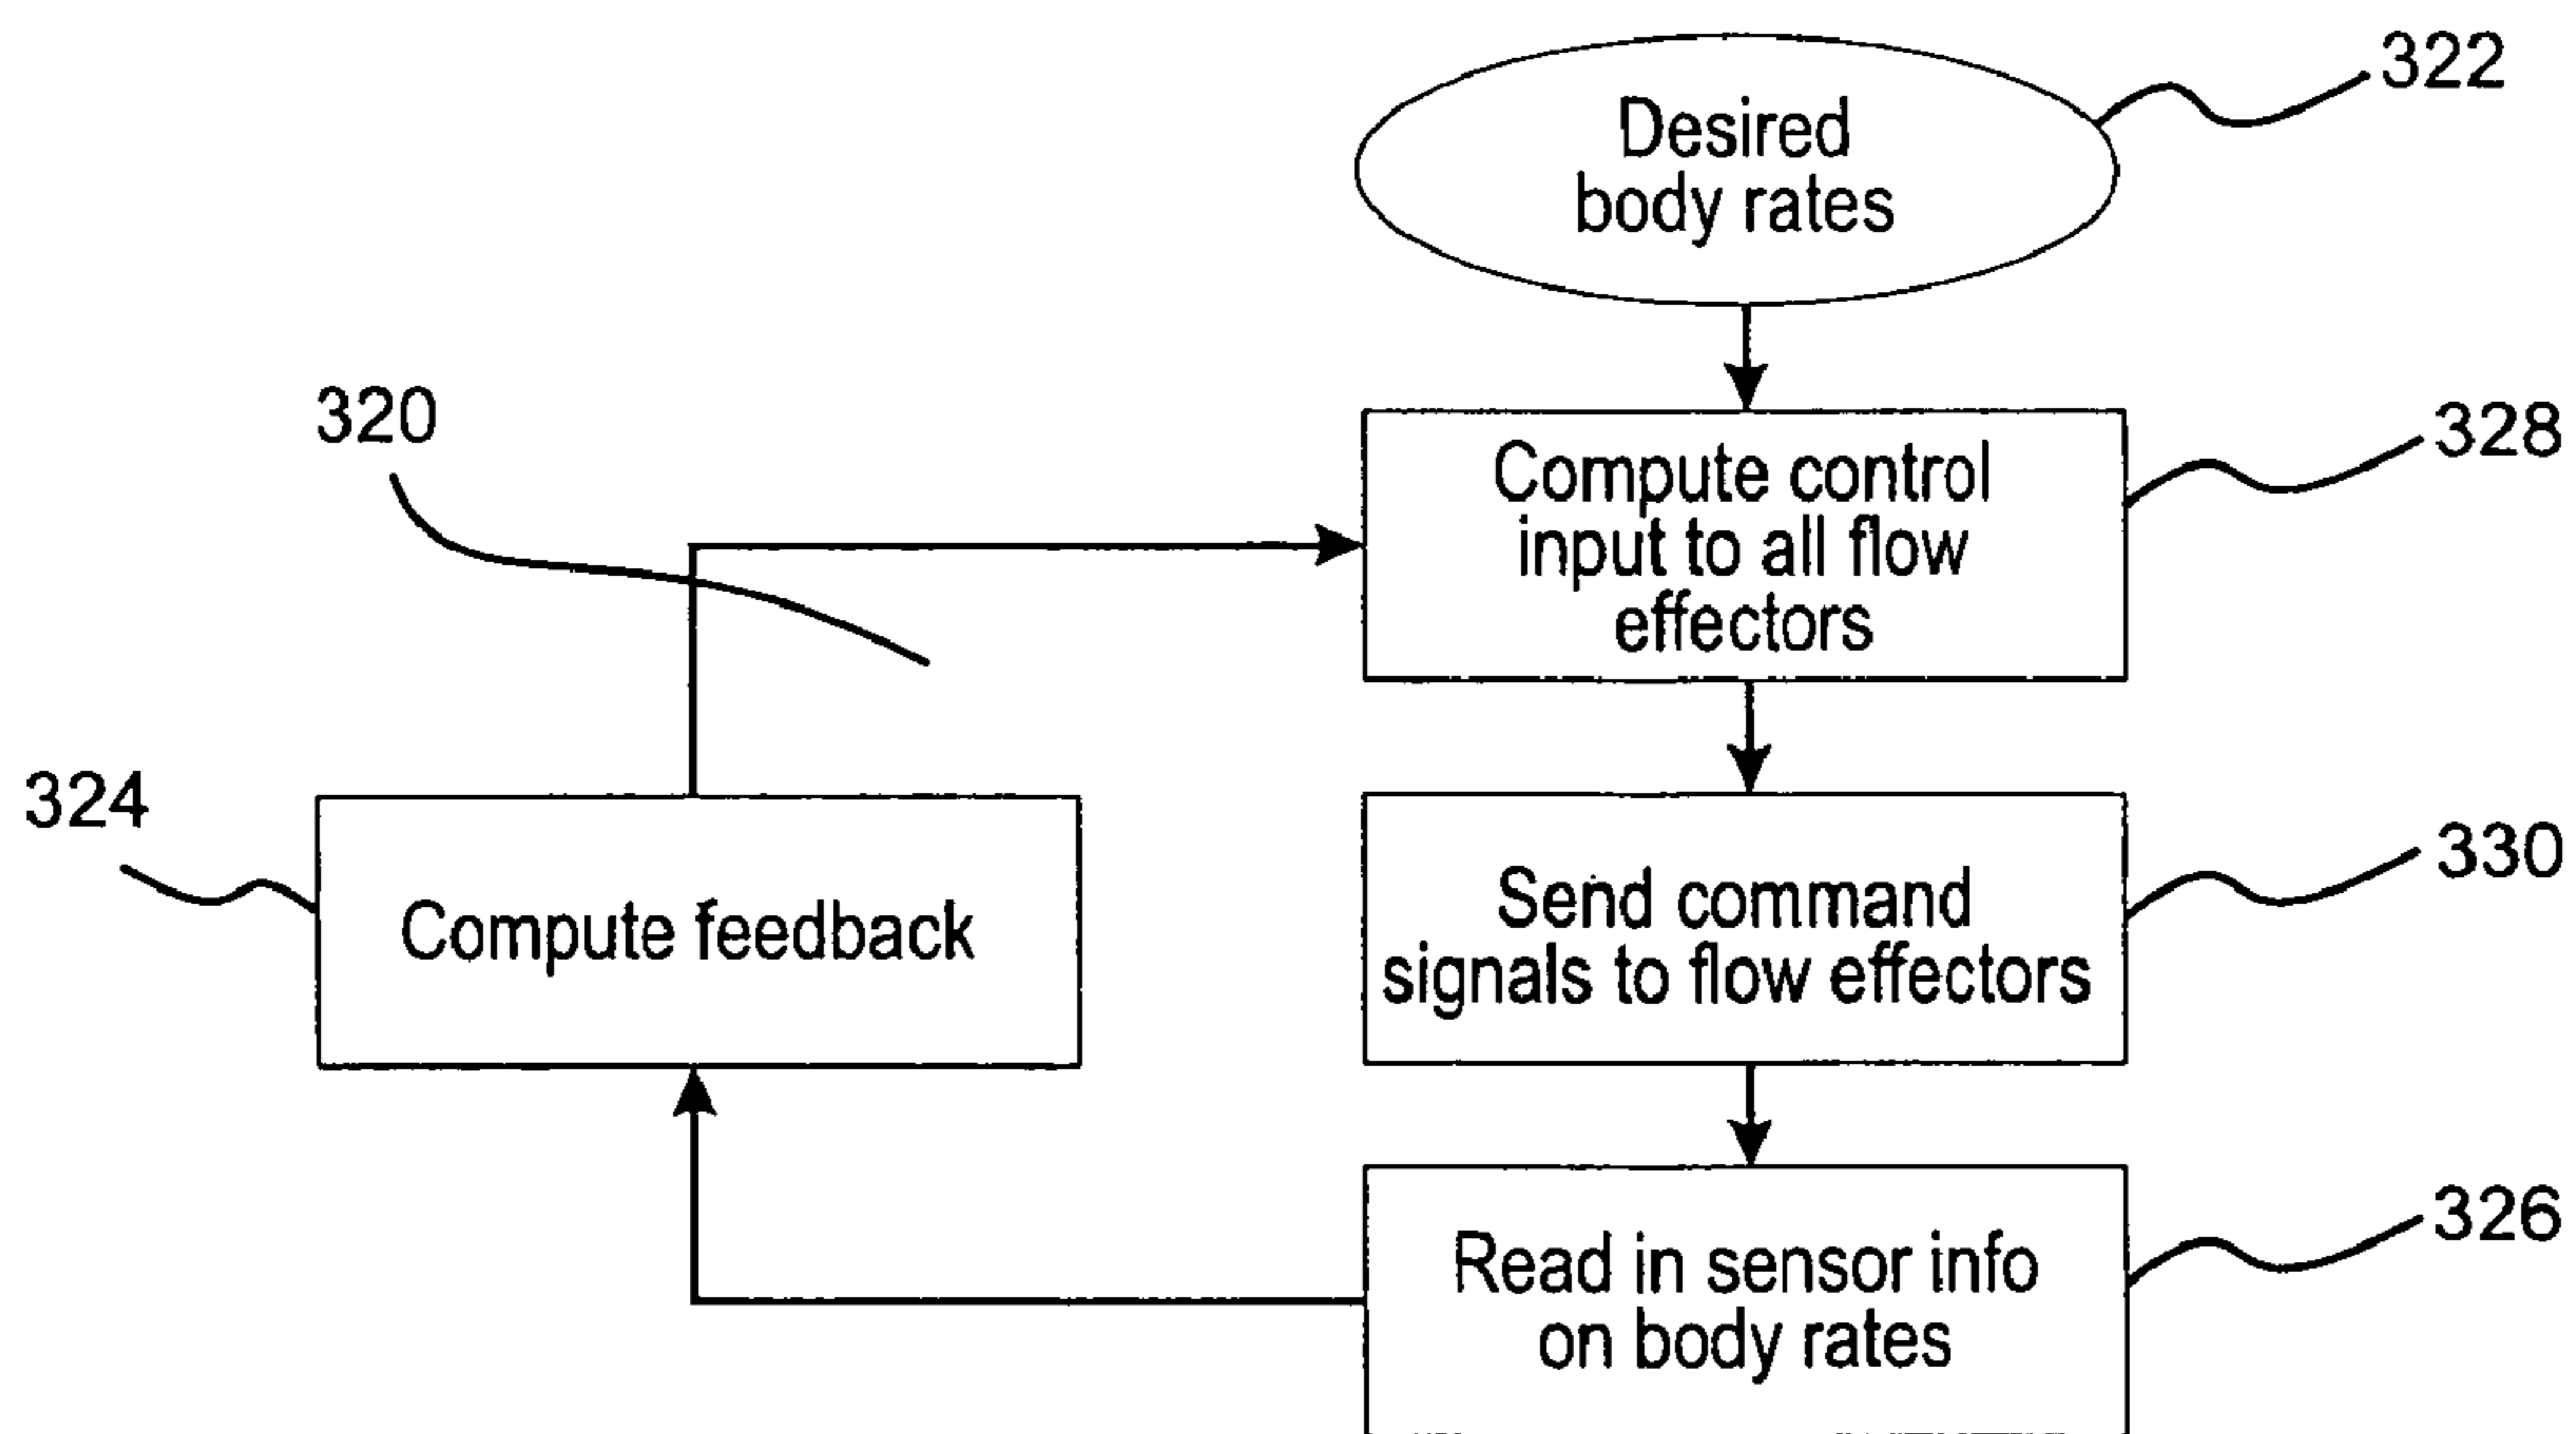 322
Desired
body rates
320
328
Compute control
input to all flow
effectors
324
330
Compute feedback
Send command
signals to flow effectors
326
Read in sensor info
on body rates